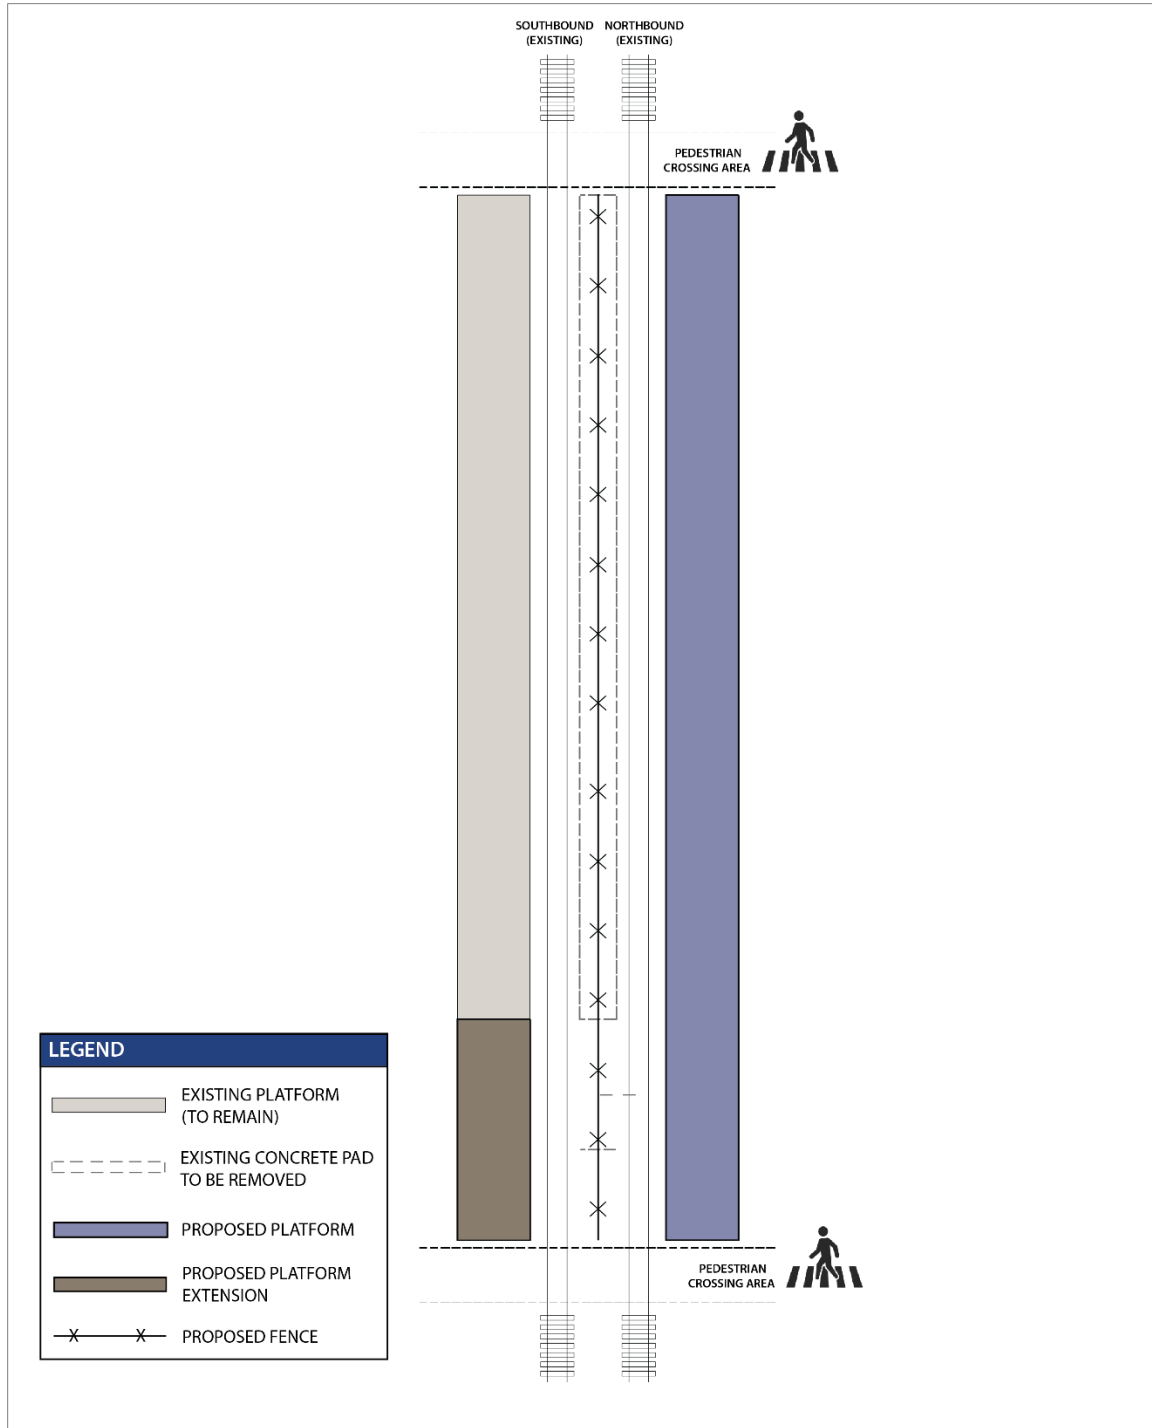 SOUTHBOUND
(EXISTING)
NORTHBOUND
(EXISTING)
PEDESTRIAN
CROSSING AREA
LEGEND
EXISTING PLATFORM
(TO REMAIN)
EXISTING CONCRETE PAD
TO BE REMOVED
PROPOSED PLATFORM
PROPOSED PLATFORM
EXTENSION
PROPOSED FENCE
PEDESTRIAN
CROSSING AREA